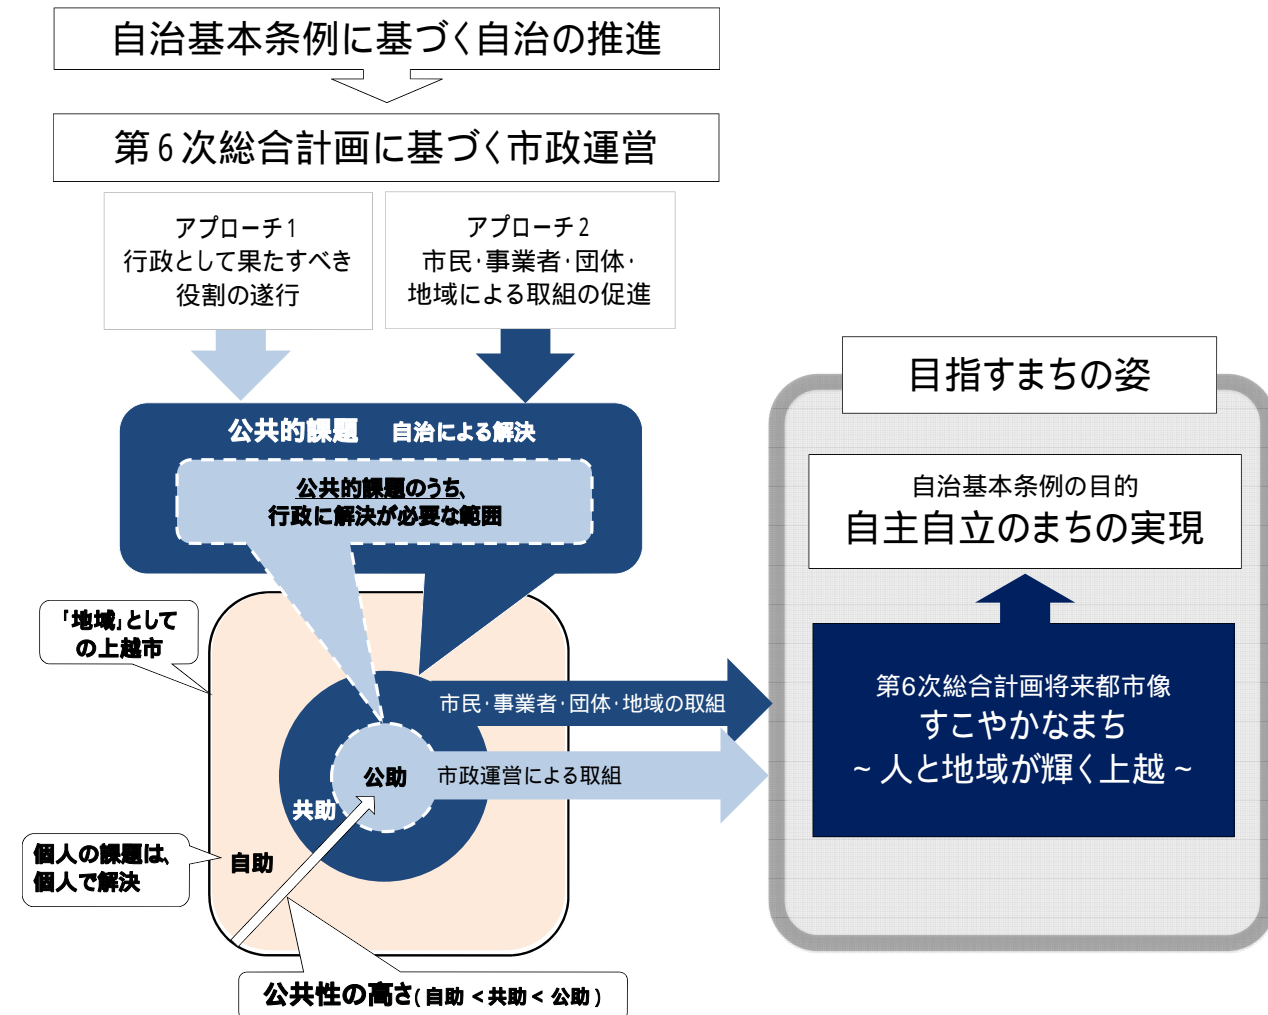 自治基本条例に基づく自治の推進
第6次総合計画に基づく市政運営
アプローチ1
行政として果たすべき
役割の遂行
アプローチ2
市民・事業者・団体・
地域による取組の促進
公共的課題 自治による解決
公共的課題のうち、
行政に解決が必要な範囲
「地域」として
の上越市
市民・事業者・団体・地域の取組
公助
市政運営による取組
共助
自助
個人の課題は、
個人で解決
公共性の高さ(自助<共助<公助)
目指すまちの姿
自治基本条例の目的
自主自立のまちの実現
第6次総合計画将来都市像
すこやかなまち
~人と地域が輝く上越~